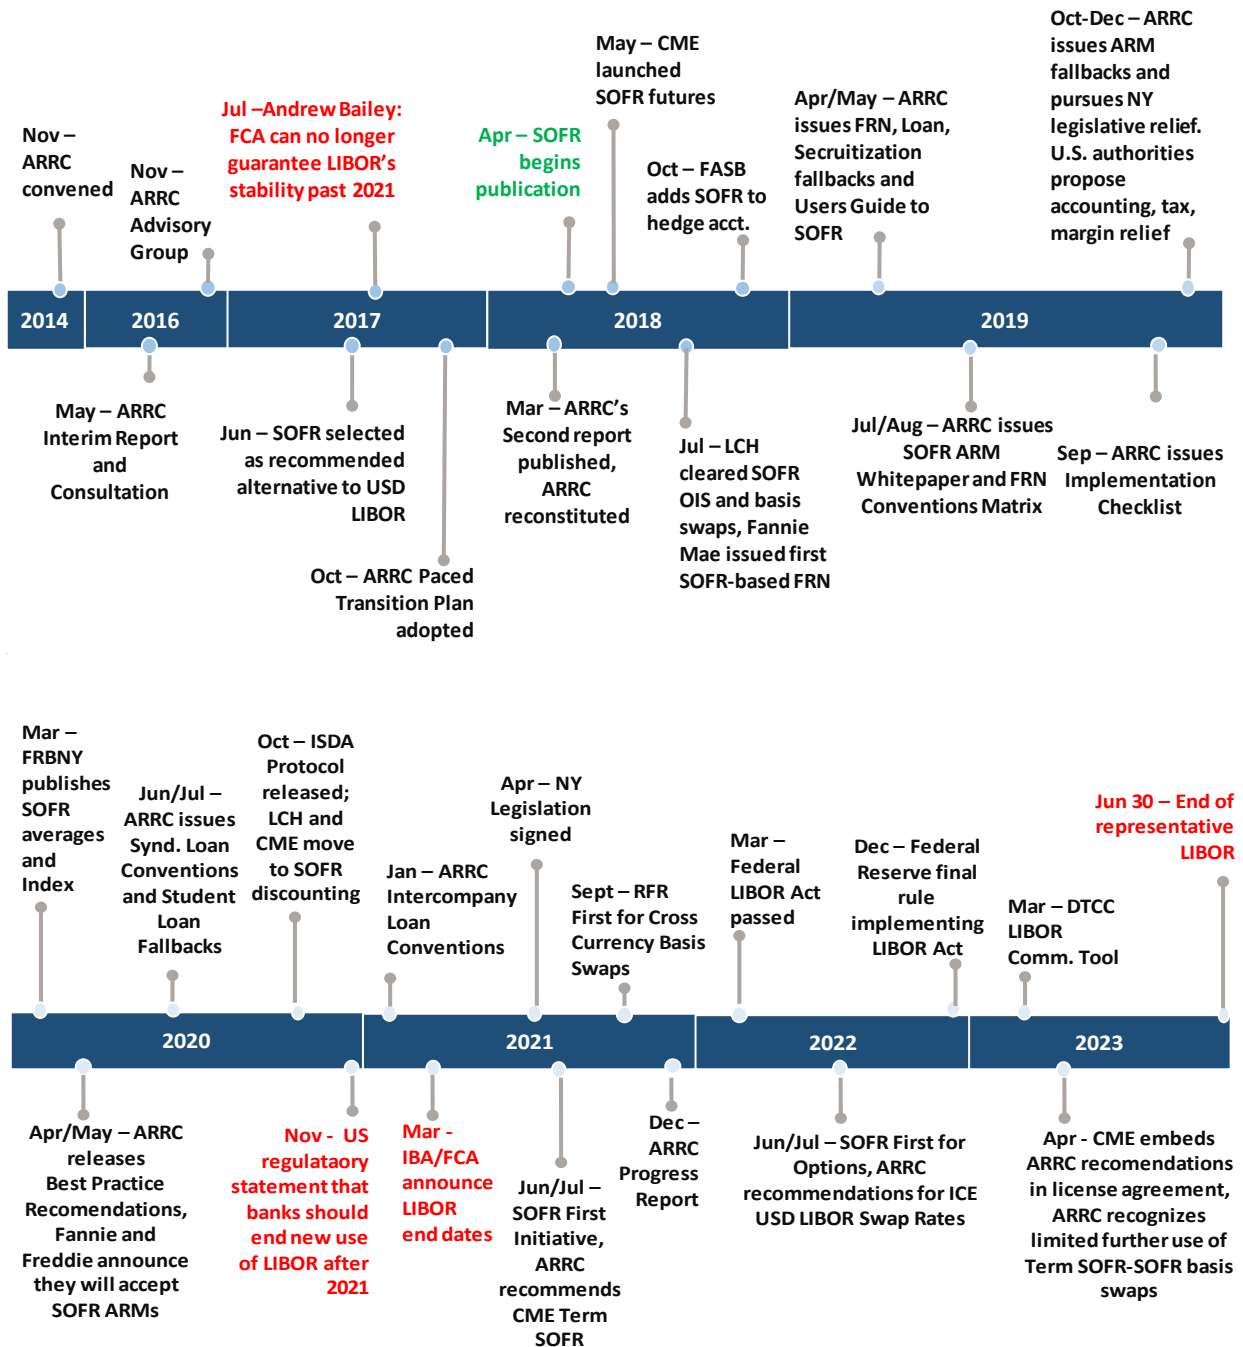 Nov –
ARRC
convened
Nov –
ARRC
Advisory
Group
Jul –Andrew Bailey:
FCA can no longer
guarantee LIBOR's
stability past 2021
Apr – SOFR
begins
publication
May – CME
launched
SOFR futures
Oct – FASB
adds SOFR to
hedge acct.
Apr/May – ARRC
issues FRN, Loan,
Secruitization
fallbacks and
Users Guide to
SOFR
Oct-Dec – ARRC
issues ARM
fallbacks and
pursues NY
legislative relief.
U.S. authorities
propose
accounting, tax,
margin relief
2014
2016
2017
2018
2019
May – ARRC
Interim Report
and
Consultation
Jun – SOFR selected
as recommended
alternative to USD
LIBOR
Oct – ARRC Paced
Transition Plan
adopted
Mar – ARRC's
Second report
published,
ARRC
reconstituted
Jul – LCH
cleared SOFR
OIS and basis
swaps, Fannie
Mae issued first
SOFR-based FRN
Jul/Aug – ARRC issues
SOFR ARM
Whitepaper and FRN
Conventions Matrix
Sep – ARRC issues
Implementation
Checklist
Mar –
FRBNY
publishes
SOFR
averages
and
Index
Jun/Jul –
ARRC issues
Synd. Loan
Conventions
and Student
Loan
Fallbacks
Oct – ISDA
Protocol
released;
LCH and
CME move
to SOFR
discounting
Jan – ARRC
Intercompany
Loan
Conventions
Apr – NY
Legislation
signed
Sept – RFR
First for Cross
Currency Basis
Swaps
Mar –
Federal
LIBOR Act
passed
Dec – Federal
Reserve final
rule
implementing
LIBOR Act
Mar – DTCC
LIBOR
Comm. Tool
Jun 30 – End of
representative
LIBOR
2020
2021
2022
2023
Apr/May – ARRC
releases
Best Practice
Recomendations,
Fannie and
Freddie announce
they will accept
SOFR ARMs
Nov - US
regulataory
statement that
banks should
end new use
of LIBOR after
2021
Mar -
IBA/FCA
announce
LIBOR
end dates
Jun/Jul –
SOFR First
Initiative,
ARRC
recommends
CME Term
SOFR
Dec –
ARRC
Progress
Report
Jun/Jul – SOFR First for
Options, ARRC
recommendations for ICE
USD LIBOR Swap Rates
Apr - CME embeds
ARRC recomendations
in license agreement,
ARRC recognizes
limited further use of
Term SOFR-SOFR basis
swaps